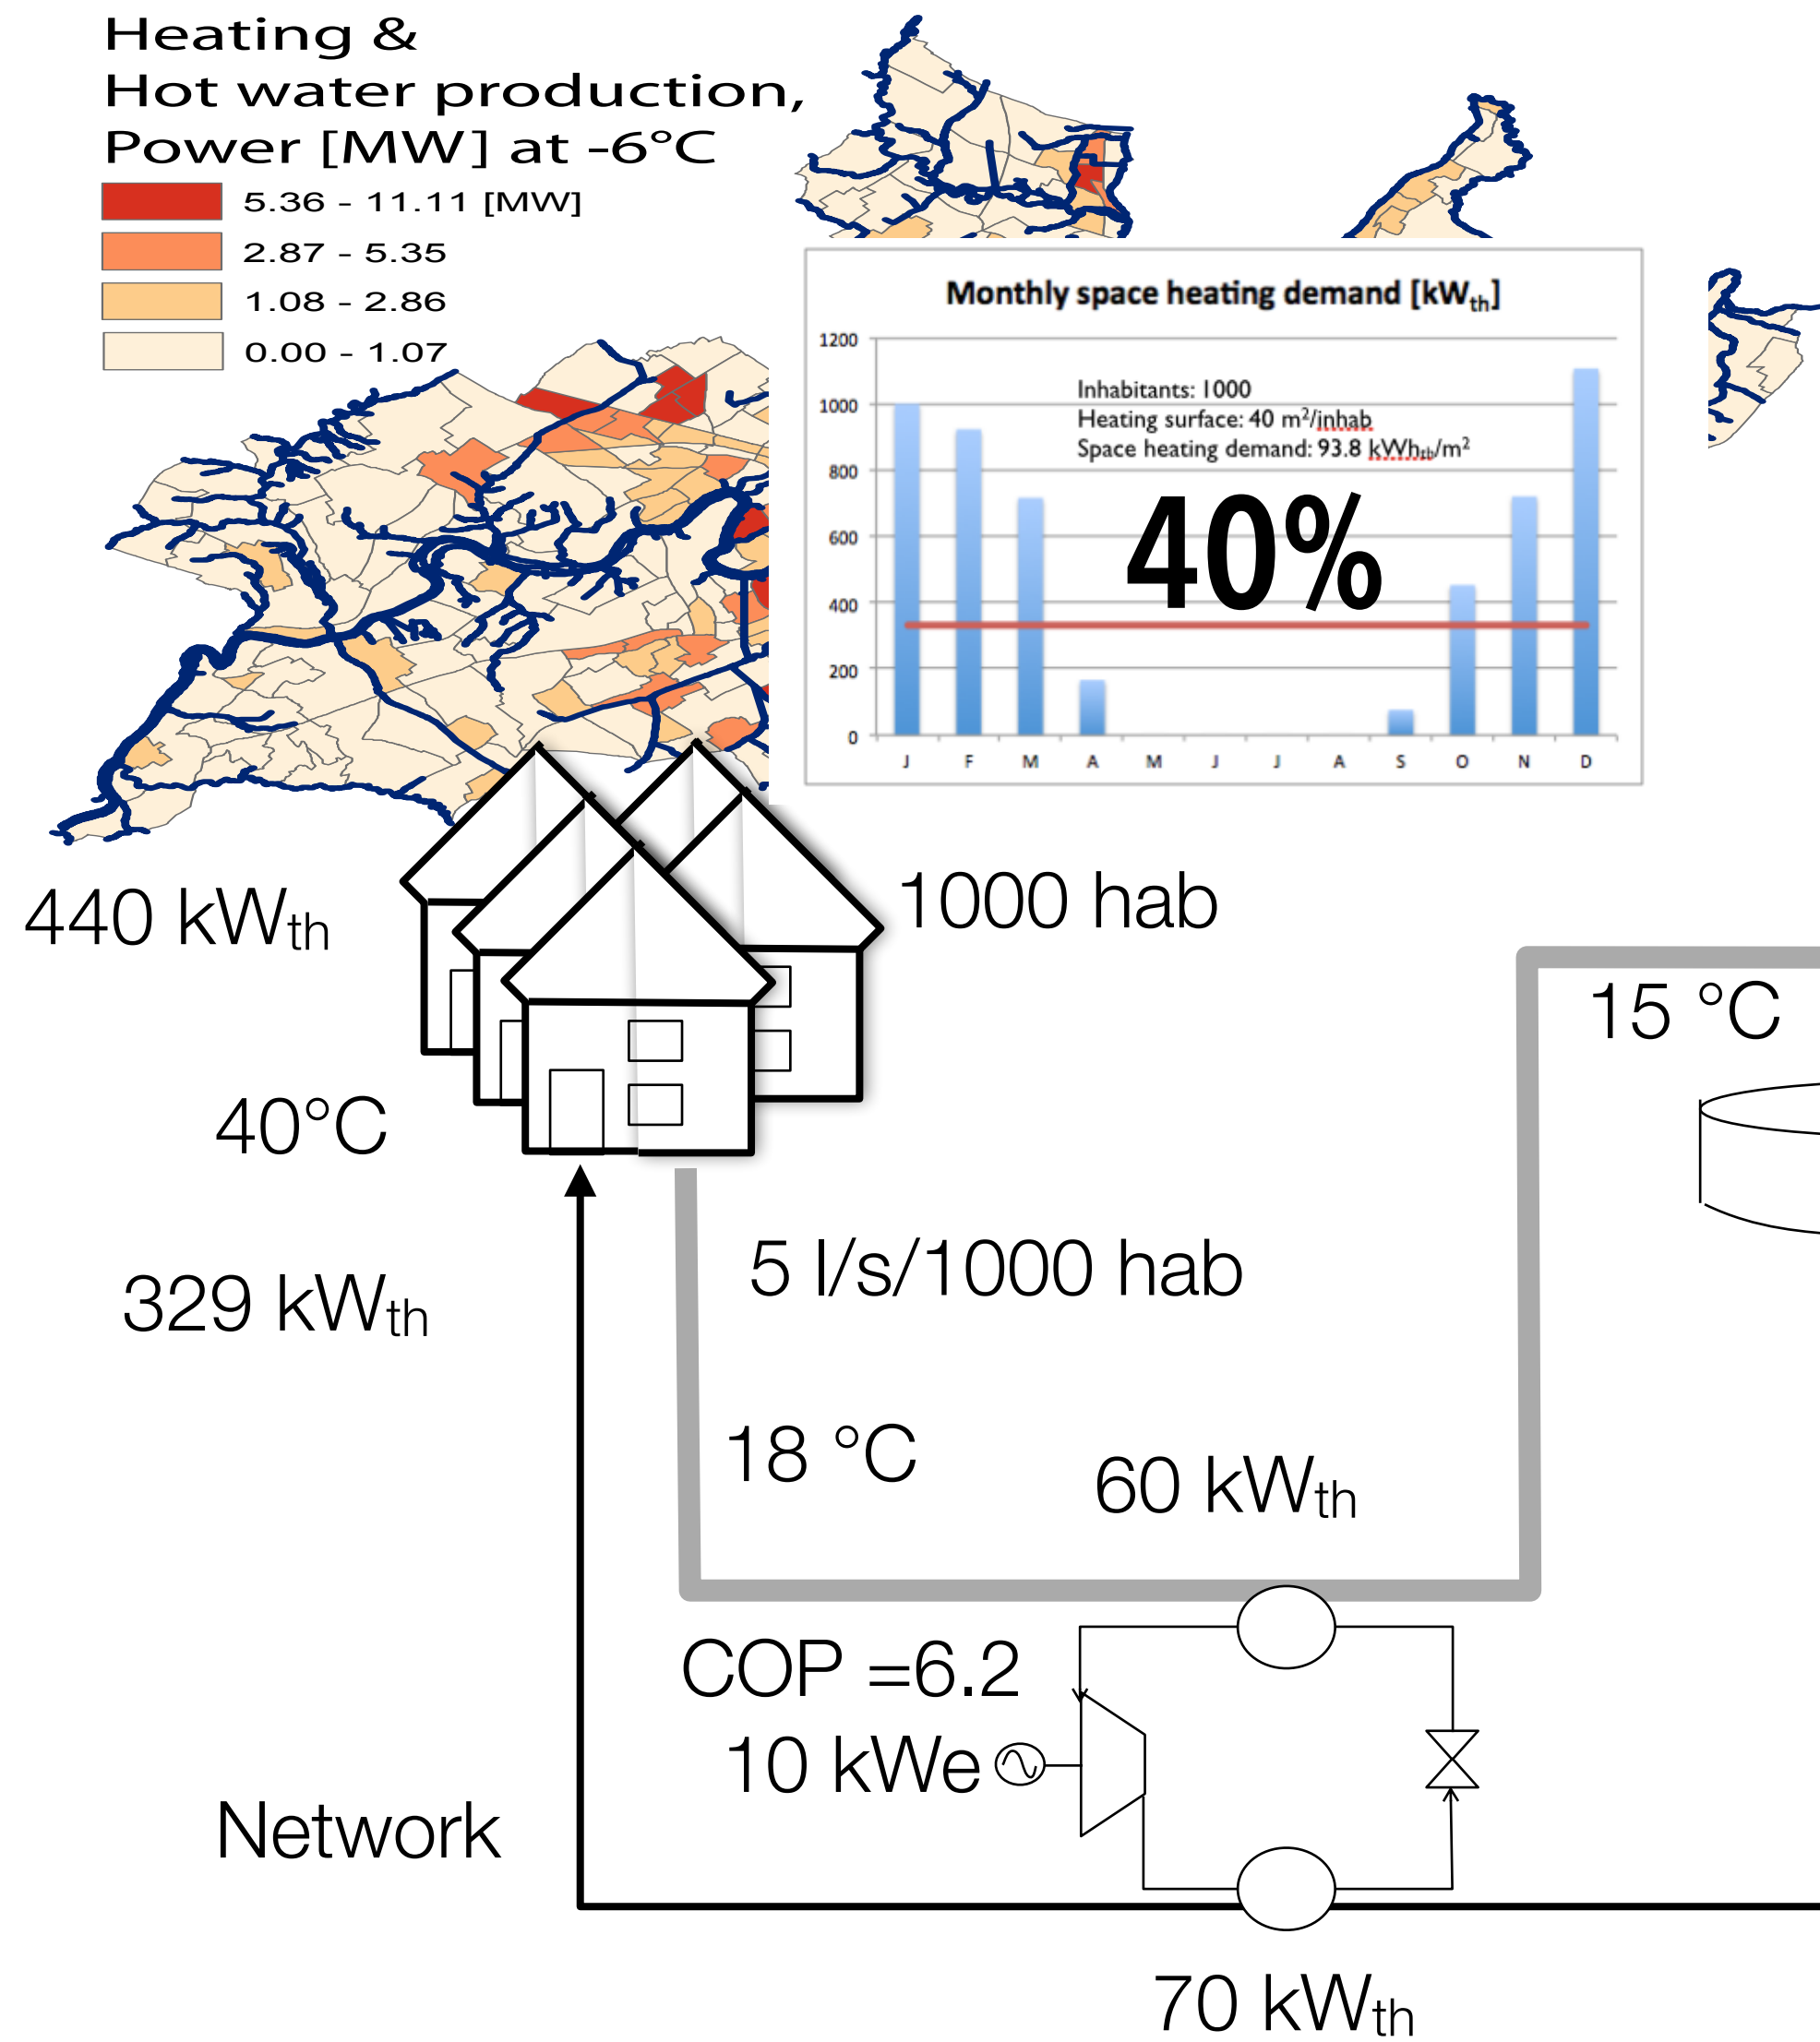 Heating &
Hot water production,
Power [MW] at -6°C
5.36 - 11.11 [MW]
2.87 - 5.35
1.08 - 2.86
0.00 - 1.07
Monthly space heating demand [kWth]
1200
1000
800
600
400
200
0
Inhabitants: 1000
Heating surface: 40 m²/inhab
Space heating demand: 93.8 kWhth/m²
40%
J F M A M J J A S O N D
440 kWth
1000 hab
15 °C
40°C
5 l/s/1000 hab
329 kWth
18 °C
60 kWth
COP =6.2
10 kWe
Network
70 kWth